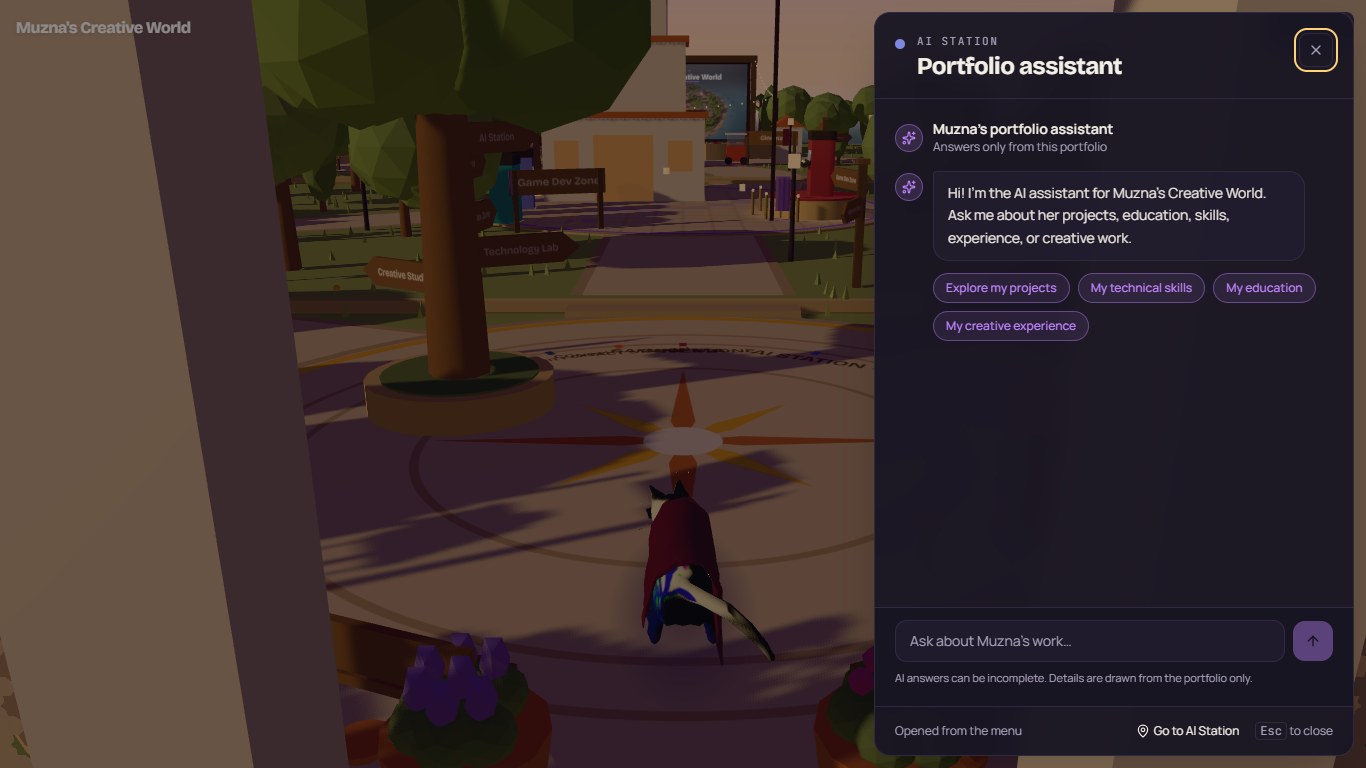 Muzna's Creative World
AI Station
Game Dev Zone
Technology Lab
Creative Stud
AI STATION
AI STATION
Portfolio assistant
Muzna's portfolio assistant
Answers only from this portfolio
Hi! I'm the AI assistant for Muzna's Creative World.
Ask me about her projects, education, skills,
experience, or creative work.
Explore my projects
My technical skills
My education
My creative experience
Ask about Muzna's work…
AI answers can be incomplete. Details are drawn from the portfolio only.
Opened from the menu
Go to AI Station
Esc to close